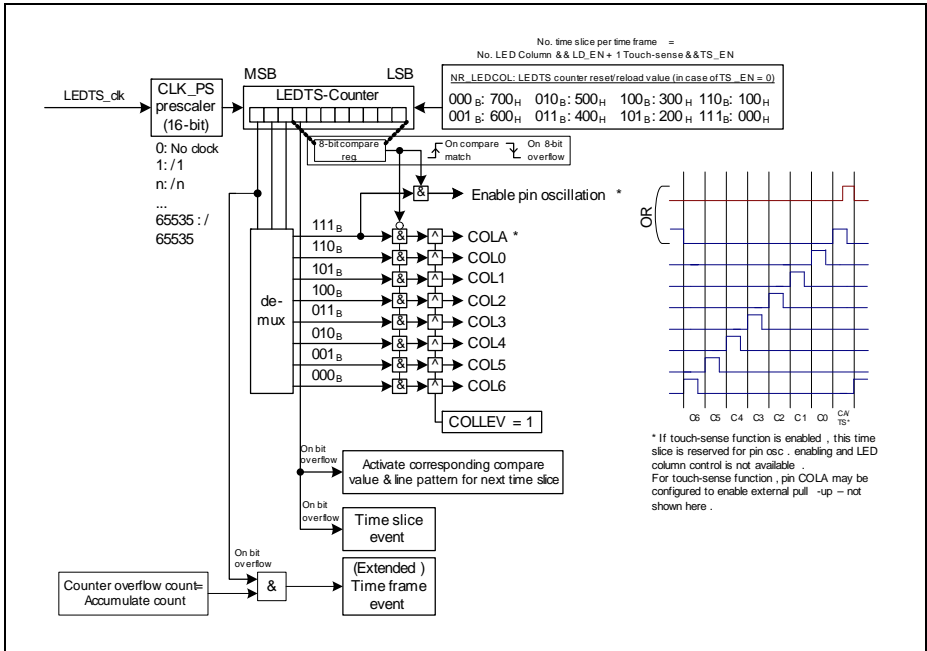 No. time slice per time frame =
No. LED Column && LD_EN + 1 Touch-sense &&TS_EN
NR_LEDCOL: LEDTS counter reset/reload value (in case of TS_EN = 0)
000B: 700H 010B: 500H 100B: 300H 110B: 100H
001B: 600H 011B: 400H 101B: 200H 111B: 000H
MSB LSB
LEDTS_clk
CLK_PS
prescaler
(16-bit)
LEDTS-Counter
0: No clock
1: / 1
n: / n
...
65535 : /
65535
8-bit compare
reg.
On compare
match
On 8-bit
overflow
&
Enable pin oscillation *
de-
mux
111B & ^ COLA *
110B & ^ COL0
101B & ^ COL1
100B & ^ COL2
011B & ^ COL3
010B & ^ COL4
001B & ^ COL5
000B & ^ COL6
COLLEV = 1
OR
C6 C5 C4 C3 C2 C1 C0 CA/
TS*
* If touch-sense function is enabled , this time
slice is reserved for pin osc . enabling and LED
column control is not available .
For touch-sense function , pin COLA may be
configured to enable external pull -up – not
shown here .
On bit
overflow
Activate corresponding compare
value & line pattern for next time slice
On bit
overflow
Time slice
event
On bit
overflow
Counter overflow count=
Accumulate count
&
(Extended )
Time frame
event